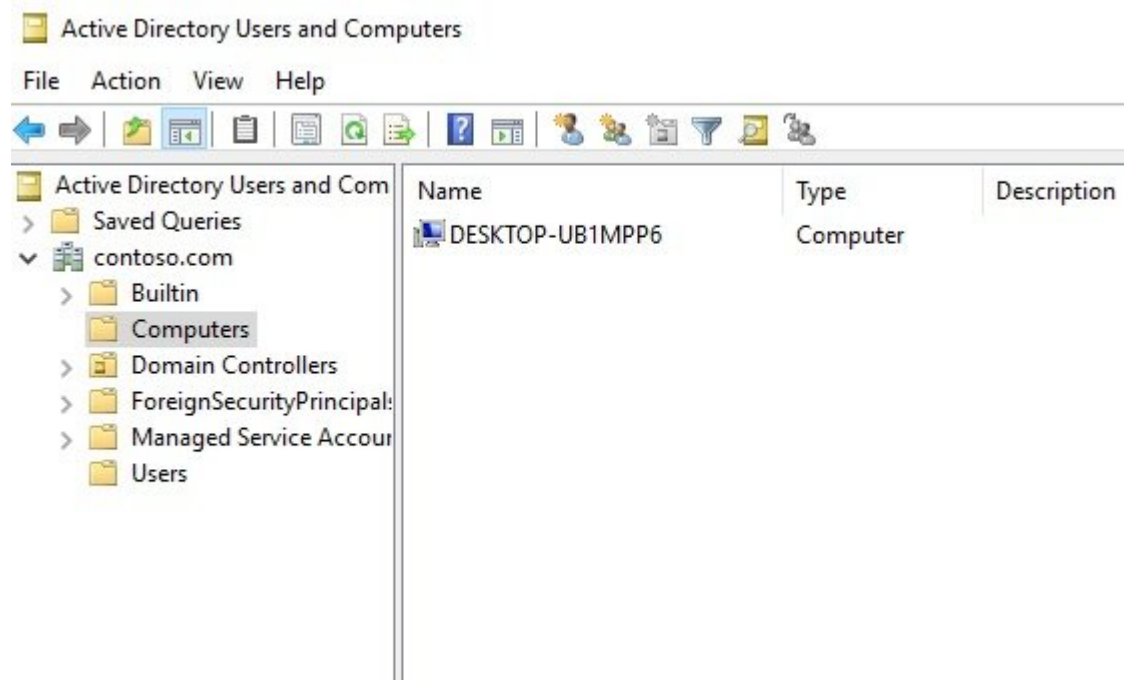 Active Directory Users and Computers
File Action View Help
Active Directory Users and Com
Saved Queries
contoso.com
Builtin
Computers
Domain Controllers
ForeignSecurityPrincipals
Managed Service Accour
Users
Name Type Description
DESKTOP-UB1MPP6 Computer